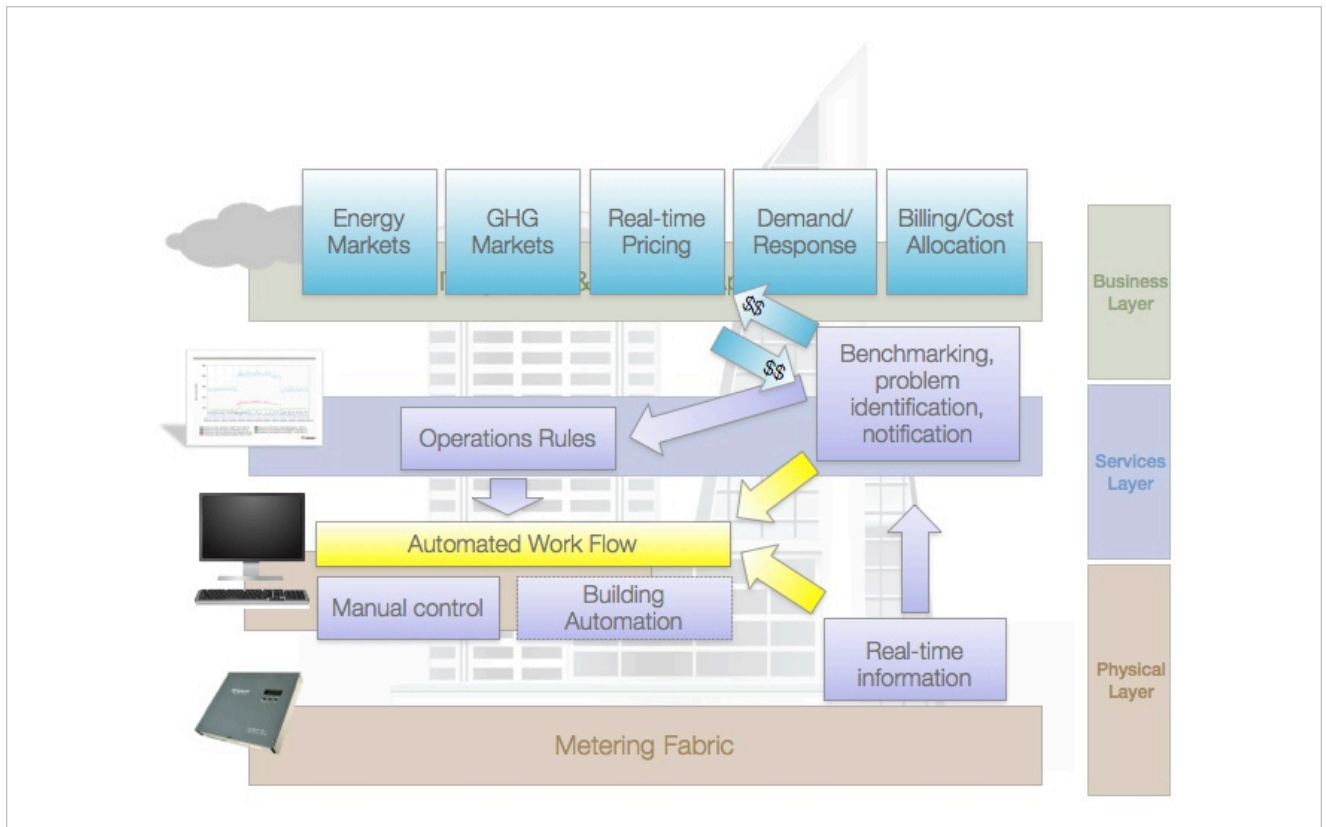 Energy
Markets
GHG
Markets
Real-time
Pricing
Demand/
Response
Billing/Cost
Allocation
&
Business
Layer
$$
$$
Benchmarking,
problem
identification,
notification
Operations Rules
Services
Layer
Automated Work Flow
Manual control
Building
Automation
Real-time
information
Physical
Layer
Metering Fabric